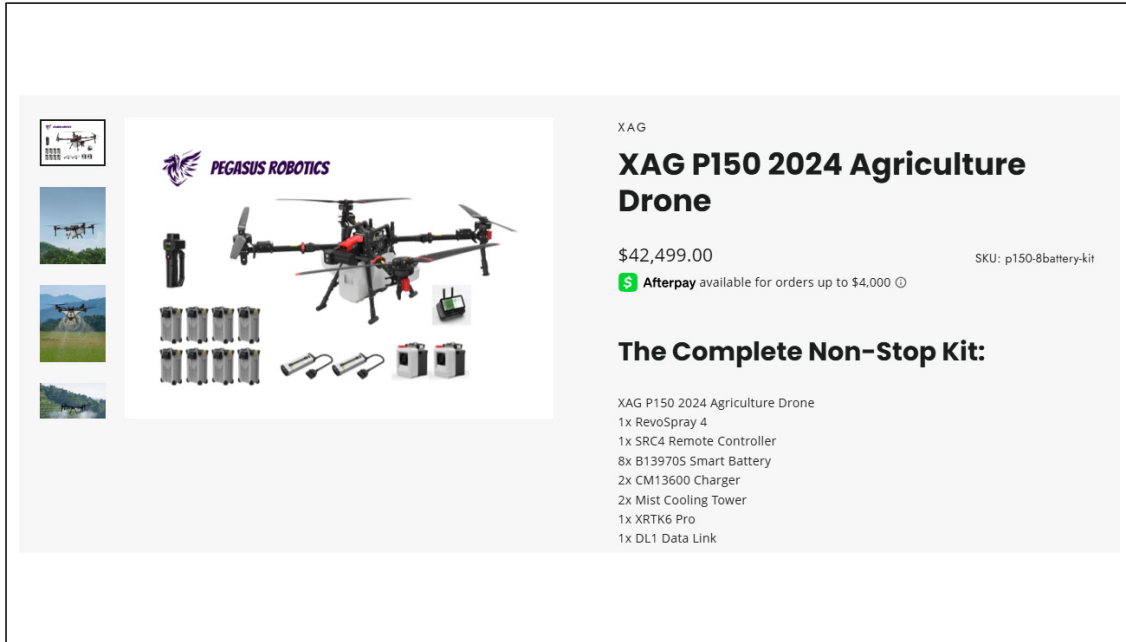 PEGASUS ROBOTICS
XAG
XAG P150 2024 Agriculture
Drone
$42,499.00
SKU: p150-8battery-kit
Afterpay available for orders up to $4,000
The Complete Non-Stop Kit:
XAG P150 2024 Agriculture Drone
1x RevoSpray 4
1x SRC4 Remote Controller
8x B13970S Smart Battery
2x CM13600 Charger
2x Mist Cooling Tower
1x XRTK6 Pro
1x DL1 Data Link